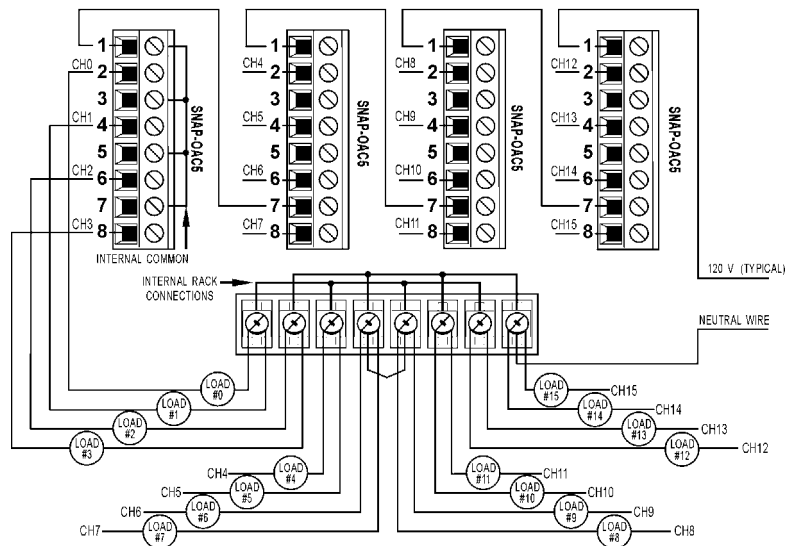 1
CH0 2
3
CH1 4
5
CH2 6
7
CH3 8
SNAP-OAC5
1
CH4 2
3
CH5 4
5
CH6 6
7
CH7 8
SNAP-OAC5
1
CH8 2
3
CH9 4
5
CH10 6
7
CH11 8
SNAP-OAC5
1
CH12 2
3
CH13 4
5
CH14 6
7
CH15 8
SNAP-OAC5
INTERNAL COMMON
120 V (TYPICAL)
INTERNAL RACK
CONNECTIONS
NEUTRAL WIRE
LOAD
#0
LOAD
#1
LOAD
#2
LOAD
#3
LOAD
#15
CH15
LOAD
#14
CH14
LOAD
#13
CH13
LOAD
#12
CH12
CH4
LOAD
#4
CH5
LOAD
#5
CH6
LOAD
#6
CH7
LOAD
#7
LOAD
#11
CH11
LOAD
#10
CH10
LOAD
#9
CH9
LOAD
#8
CH8